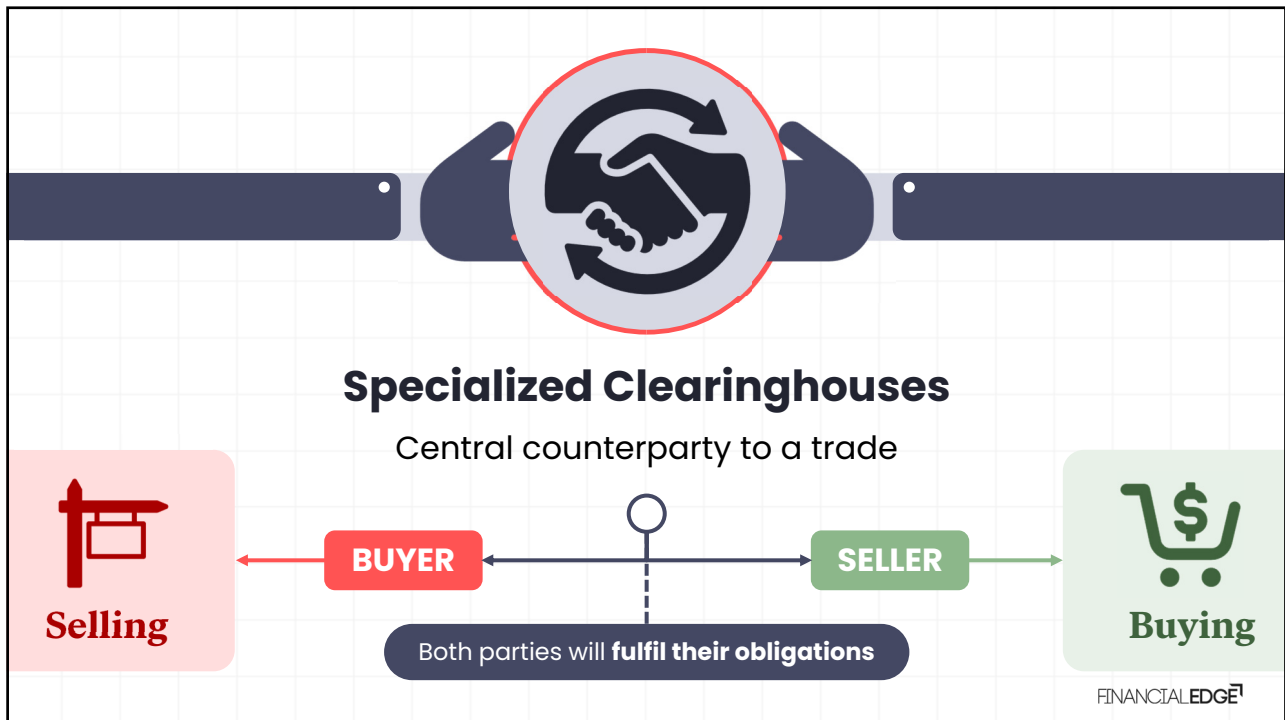 Specialized Clearinghouses
Central counterparty to a trade
Selling
BUYER
SELLER
$
Buying
Both parties will fulfil their obligations
FINANCIALEDGE